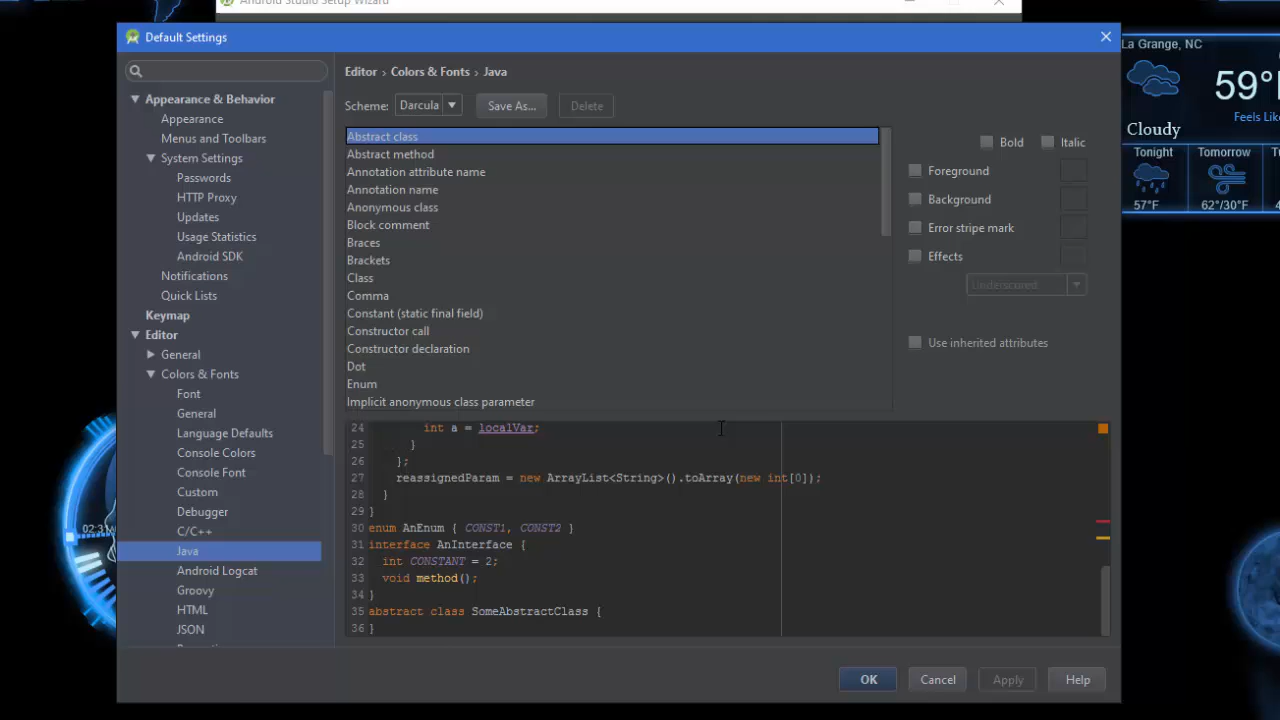 Android Studio Setup Wizard
Default Settings
Appearance & Behavior
Appearance
Menus and Toolbars
System Settings
Passwords
HTTP Proxy
Updates
Usage Statistics
Android SDK
Notifications
Quick Lists
Keymap
Editor
General
Colors & Fonts
Font
General
Language Defaults
Console Colors
Console Font
Custom
Debugger
C/C++
Java
Android Logcat
Groovy
HTML
JSON
Editor › Colors & Fonts › Java
Scheme: Darcula Save As... Delete
Abstract class
Abstract method
Annotation attribute name
Annotation name
Anonymous class
Block comment
Braces
Brackets
Class
Comma
Constant (static final field)
Constructor call
Constructor declaration
Dot
Enum
Implicit anonymous class parameter
Bold Italic
Foreground
Background
Error stripe mark
Effects
Underscored
Use inherited attributes
24 int a = localVar;
25 }
26 };
27 reassignedParam = new ArrayList<String>().toArray(new int[0]);
28 }
29 }
30 enum AnEnum { CONST1, CONST2 }
31 interface AnInterface {
32 int CONSTANT = 2;
33 void method();
34 }
35 abstract class SomeAbstractClass {
36 }
OK Cancel Apply Help
La Grange, NC
59°
Feels Like
Cloudy
Tonight Tomorrow
57°F 62°/30°F
02:31